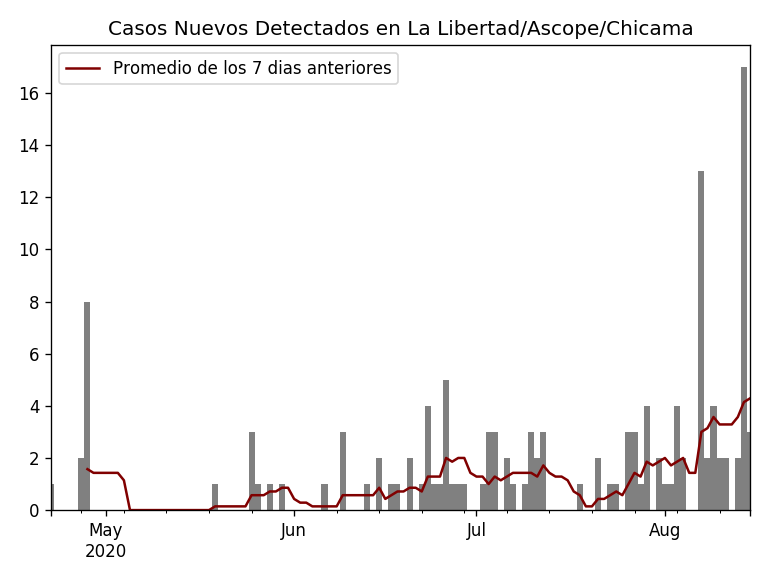 Casos Nuevos Detectados en La Libertad/Ascope/Chicama
Promedio de los 7 dias anteriores
16
14
12
10
8
6
4
2
0
May
2020
Jun
Jul
Aug